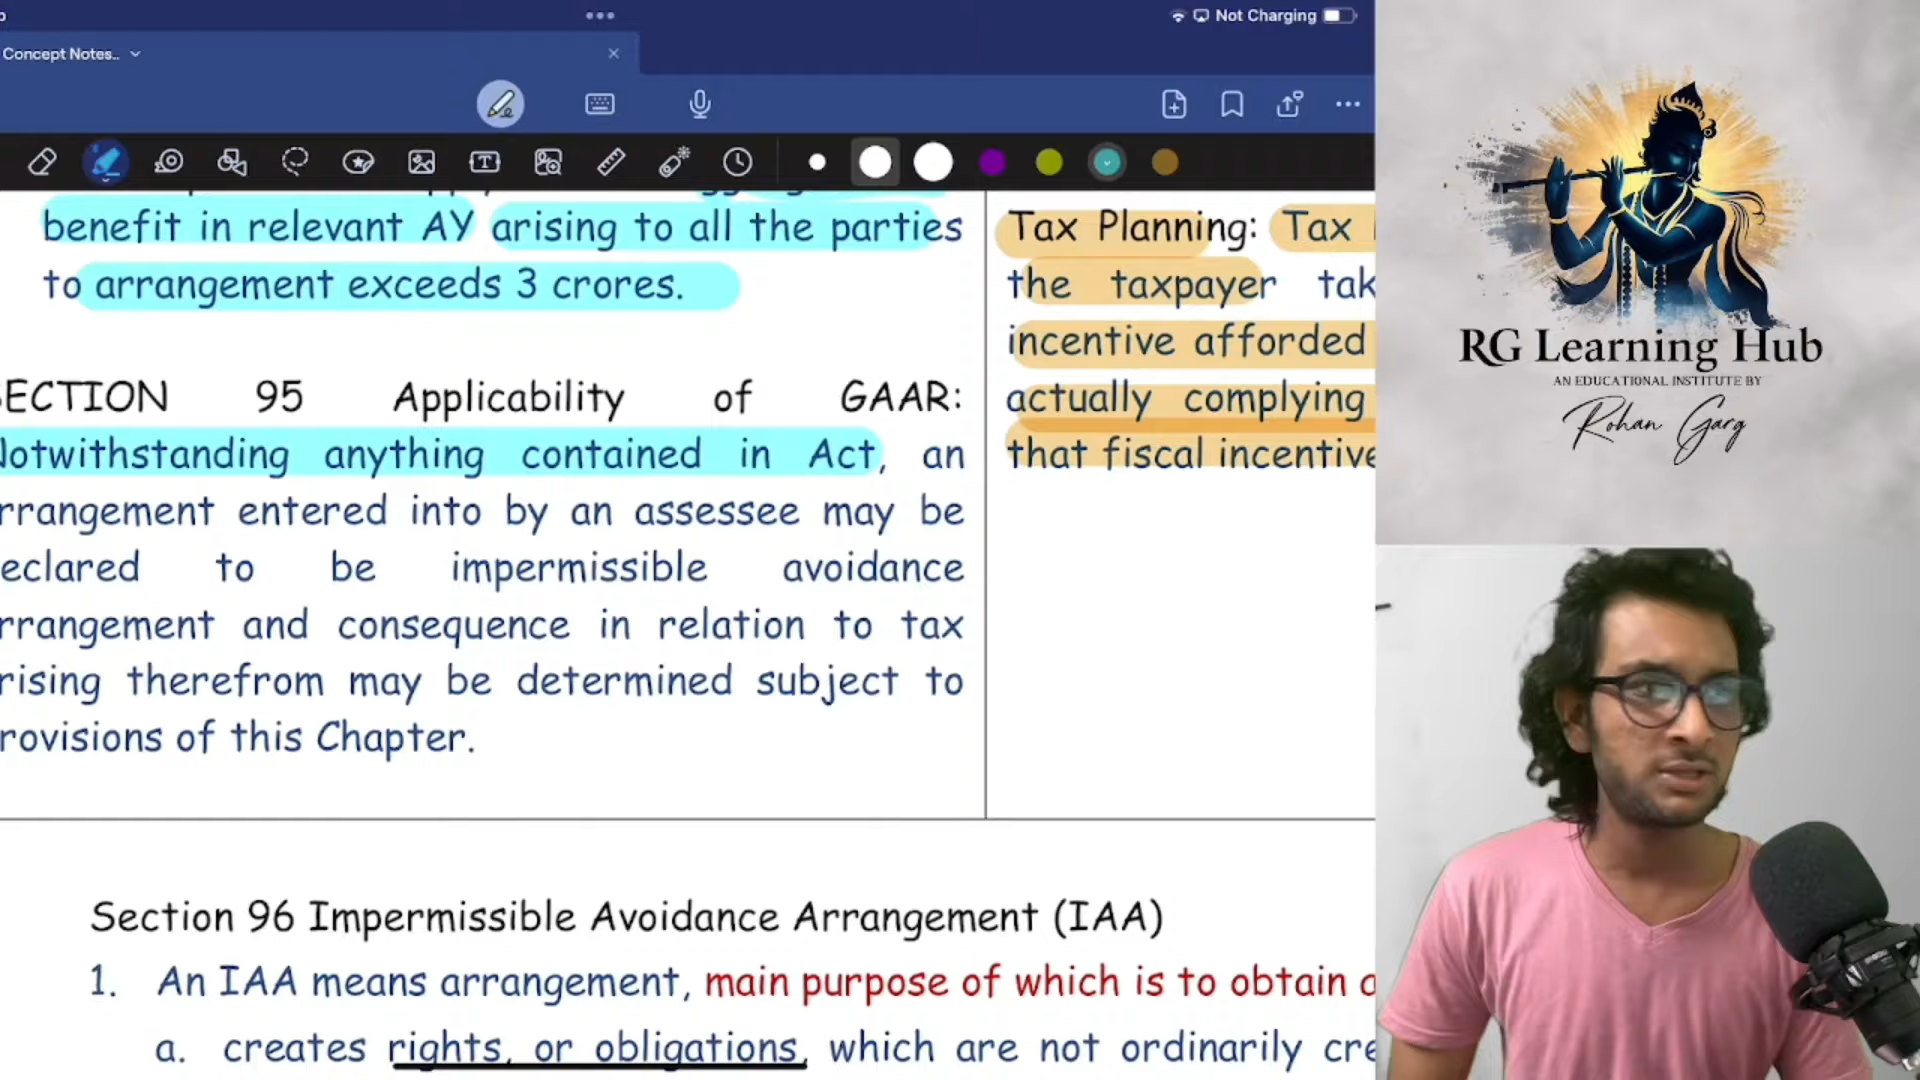 Not Charging
Concept Notes..
benefit in relevant AY arising to all the parties
to arrangement exceeds 3 crores.
SECTION 95 Applicability of GAAR:
Notwithstanding anything contained in Act, an
rrangement entered into by an assessee may be
eclared to be impermissible avoidance
rrangement and consequence in relation to tax
rising therefrom may be determined subject to
rovisions of this Chapter.
Tax Planning: Tax
the taxpayer tak
incentive afforded
actually complying
that fiscal incentive
Section 96 Impermissible Avoidance Arrangement (IAA)
1. An IAA means arrangement, main purpose of which is to obtain a
a. creates rights, or obligations, which are not ordinarily cre
RG Learning Hub
AN EDUCATIONAL INSTITUTE BY
Rohan Garg